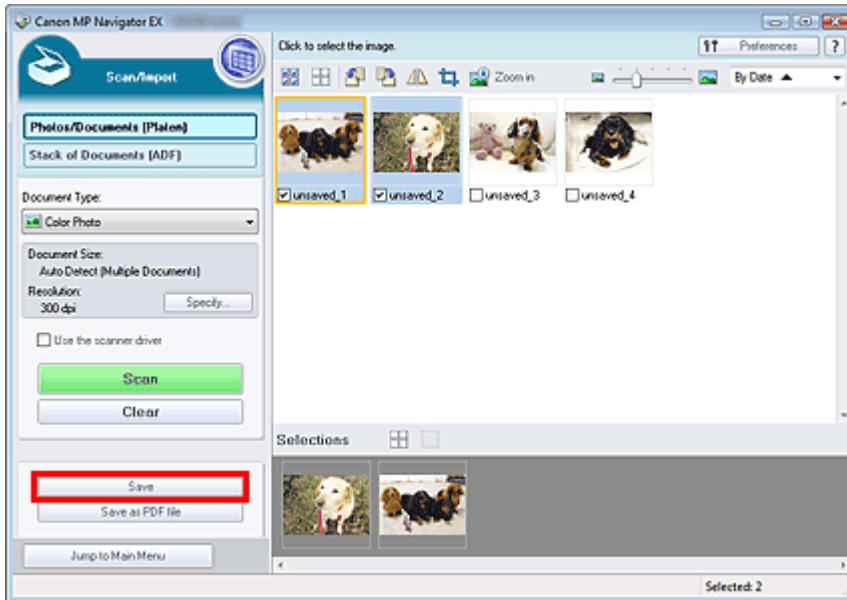 Canon MP Navigator EX
Scan/Import
Photos/Documents (Platen)
Stack of Documents (ADF)
Document Type:
Color Photo
Document Size:
Auto Detect (Multiple Documents)
Resolution:
300 dpi
Specify...
Use the scanner driver
Scan
Clear
Save
Save as PDF file
Jump to Main Menu
Click to select the image.
Preferences
?
Zoom in
By Date
unsaved_1
unsaved_2
unsaved_3
unsaved_4
Selections
Selected: 2